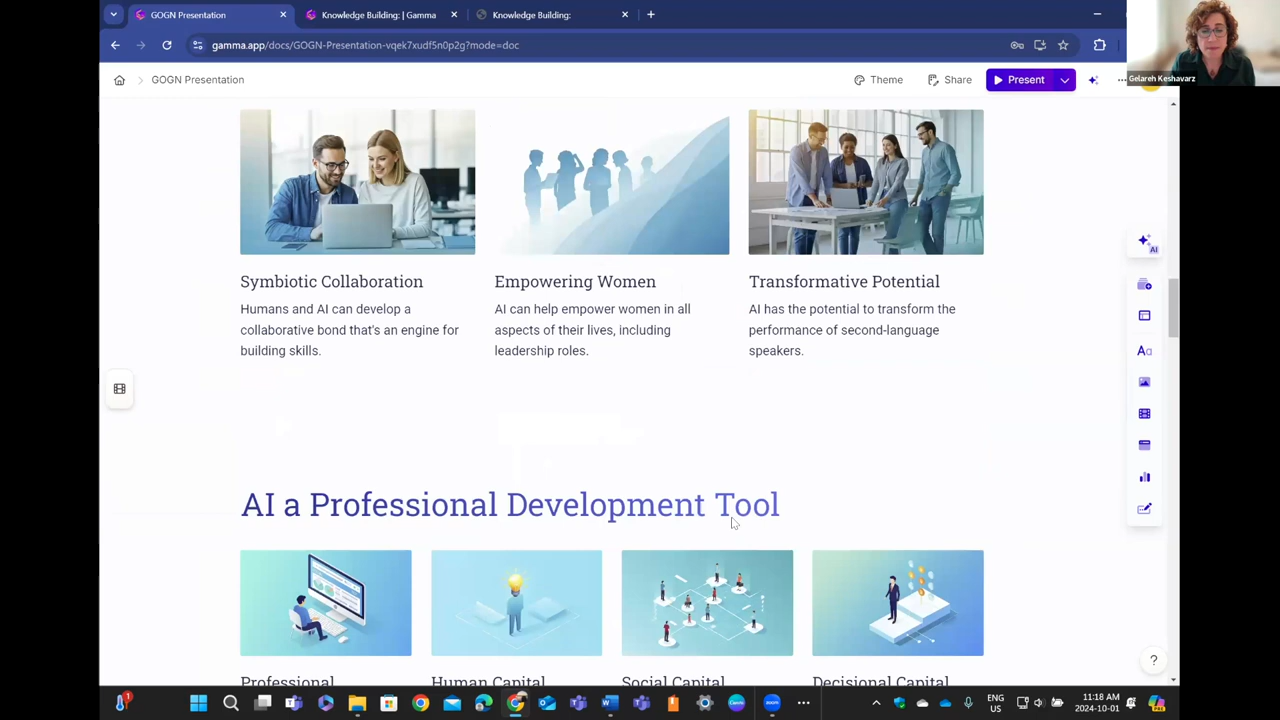 GOGN Presentation
Knowledge Building: | Gamma
Knowledge Building:
gamma.app/docs/GOGN-Presentation-vqek7xudf5n0p2g?mode=doc
Gelareh Keshavarz
GOGN Presentation
Theme
Share
Present
Symbiotic Collaboration
Humans and AI can develop a
collaborative bond that's an engine for
building skills.
Empowering Women
AI can help empower women in all
aspects of their lives, including
leadership roles.
Transformative Potential
AI has the potential to transform the
performance of second-language
speakers.
AI
Aa
AI a Professional Development Tool
Professional
Human Capital
Social Capital
Decisional Capital
?
1
ENG
US
11:18 AM
2024-10-01